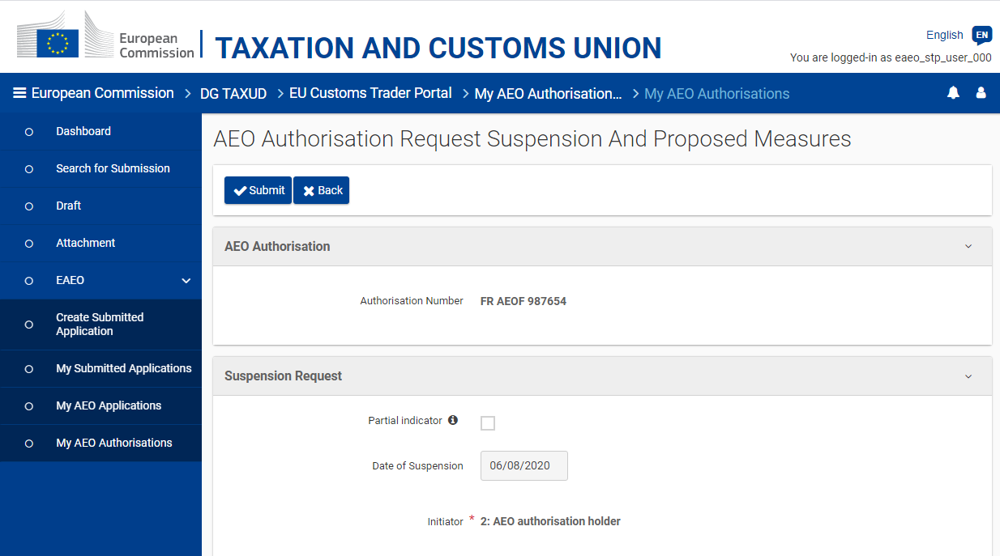 European
Commission
TAXATION AND CUSTOMS UNION
English EN
You are logged-in as eaeo_stp_user_000
European Commission > DG TAXUD > EU Customs Trader Portal > My AEO Authorisation... > My AEO Authorisations
Dashboard
Search for Submission
Draft
Attachment
EAEO
Create Submitted
Application
My Submitted Applications
My AEO Applications
My AEO Authorisations
AEO Authorisation Request Suspension And Proposed Measures
Submit Back
AEO Authorisation
Authorisation Number FR AEOF 987654
Suspension Request
Partial indicator
Date of Suspension 06/08/2020
Initiator * 2: AEO authorisation holder